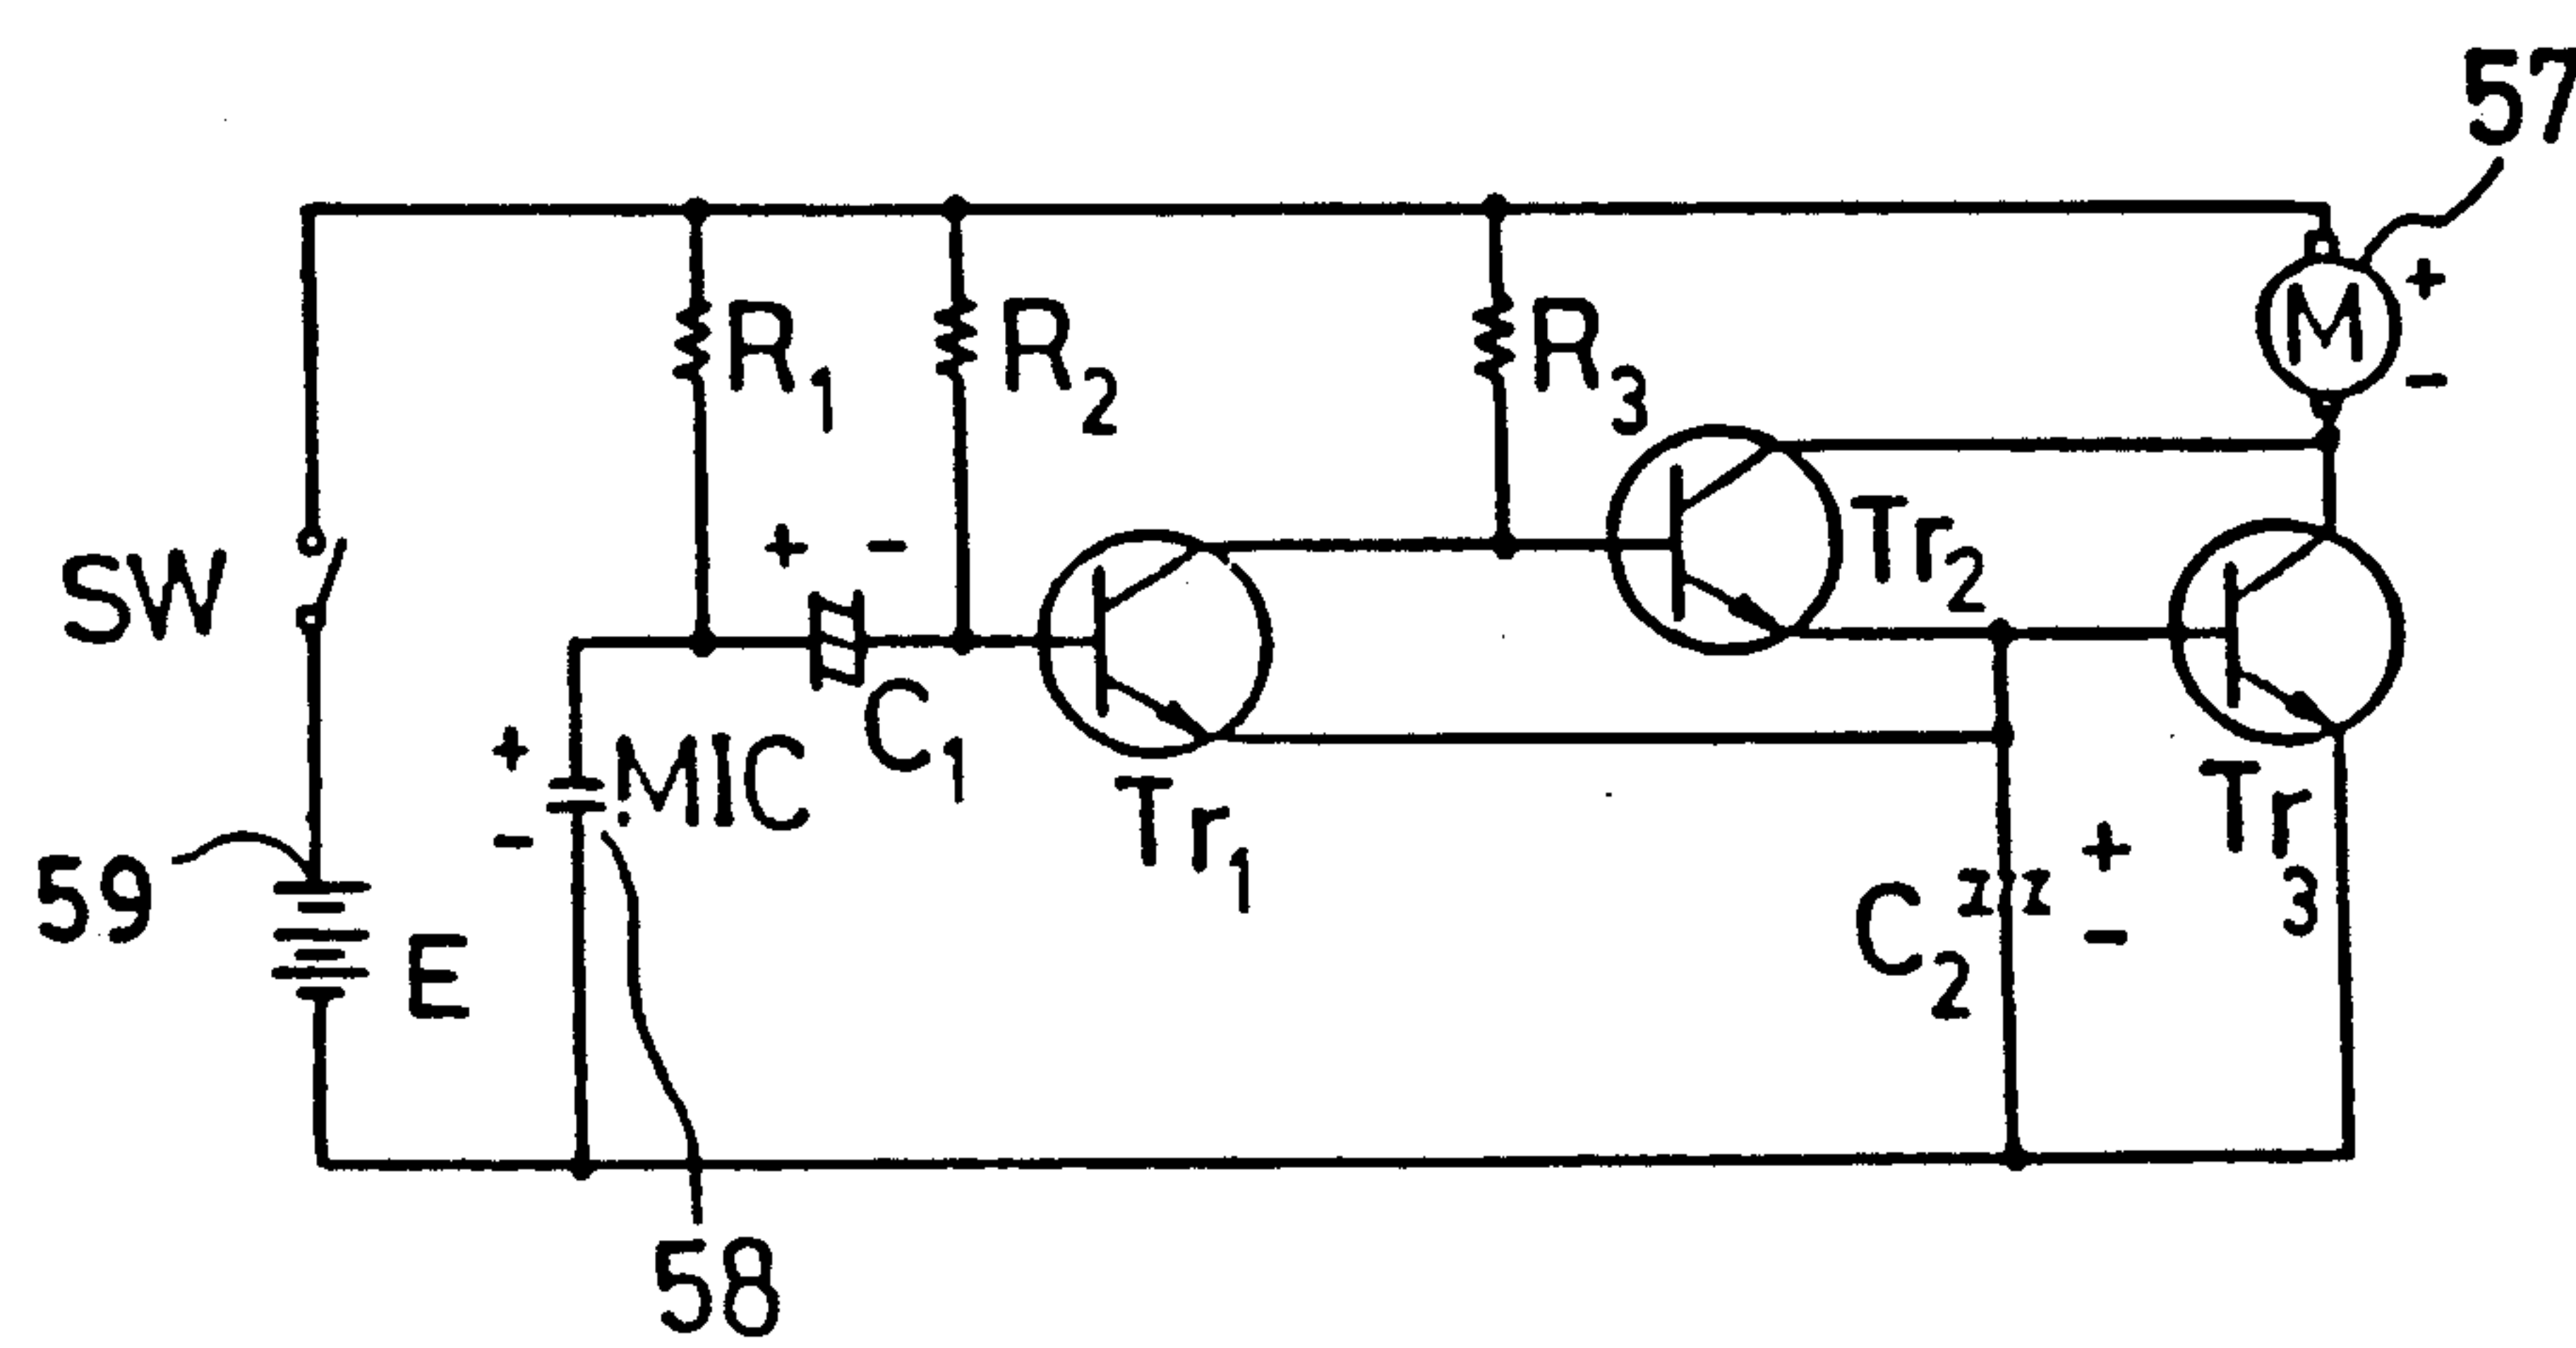 57
R1
R2
R3
M
+
-
SW
+ -
Tr2
C1
+
MIC
-
Tr1
Tr3
59
E
C2
+
-
58